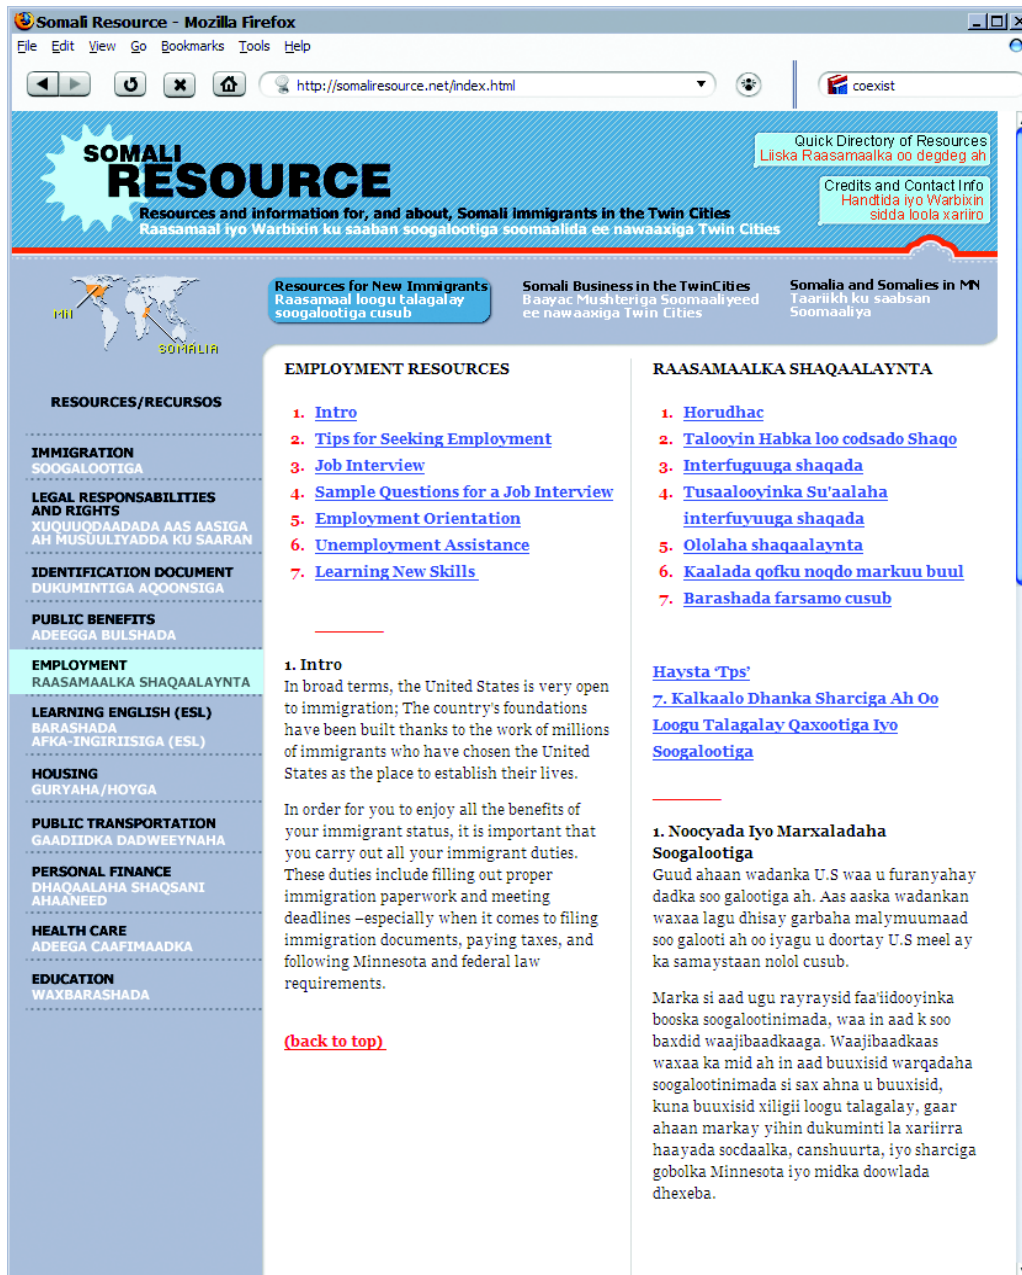 Somali Resource - Mozilla Firefox
File Edit View Go Bookmarks Tools Help
http://somaliresource.net/index.html
coexist
SOMALI
RESOURCE
Resources and information for, and about, Somali immigrants in the Twin Cities
Raasamaal iyo Warbixin ku saaban soogalootiga soomaalida ee nawaaxiga Twin Cities
Quick Directory of Resources
Liiska Raasamaalka oo degdeg ah
Credits and Contact Info
Handtida iyo Warbixin
sidda loola xariiro
MN
SOMALIA
Resources for New Immigrants
Raasamaal loogu talagalay
soogalootiga cusub
Somali Business in the TwinCities
Baayac Mushteriga Soomaaliyeed
ee nawaaxiga Twin Cities
Somalia and Somalies in MN
Taariikh ku saabsan
Soomaaliya
RESOURCES/RECURSOS
IMMIGRATION
SOOGALOOTIGA
LEGAL RESPONSABILITIES
AND RIGHTS
XUQUUQDAADADA AAS AASIGA
AH MUSUULIYADDA KU SAARAN
IDENTIFICATION DOCUMENT
DUKUMINTIGA AQOONSIGA
PUBLIC BENEFITS
ADEEGGA BULSHADA
EMPLOYMENT
RAASAMAALKA SHAQAALAYNTA
LEARNING ENGLISH (ESL)
BARASHADA
AFKA-INGIRIISIGA (ESL)
HOUSING
GURYAHA/HOYGA
PUBLIC TRANSPORTATION
GAADIIDKA DADWEEYNAHA
PERSONAL FINANCE
DHAQAALAHA SHAQSANI
AHAANEED
HEALTH CARE
ADEEGA CAAFIMAADKA
EDUCATION
WAXBARASHADA
EMPLOYMENT RESOURCES
1. Intro
2. Tips for Seeking Employment
3. Job Interview
4. Sample Questions for a Job Interview
5. Employment Orientation
6. Unemployment Assistance
7. Learning New Skills
1. Intro
In broad terms, the United States is very open
to immigration; The country's foundations
have been built thanks to the work of millions
of immigrants who have chosen the United
States as the place to establish their lives.
In order for you to enjoy all the benefits of
your immigrant status, it is important that
you carry out all your immigrant duties.
These duties include filling out proper
immigration paperwork and meeting
deadlines –especially when it comes to filing
immigration documents, paying taxes, and
following Minnesota and federal law
requirements.
(back to top)
RAASAMAALKA SHAQAALAYNTA
1. Horudhac
2. Talooyin Habka loo codsado Shaqo
3. Interfuguuga shaqada
4. Tusaalooyinka Su'aalaha
interfuyuuga shaqada
5. Ololaha shaqaalaynta
6. Kaalada qofku noqdo markuu buul
7. Barashada farsamo cusub
Haysta ‘Tps’
7. Kalkaalo Dhanka Sharciga Ah Oo
Loogu Talagalay Qaxootiga Iyo
Soogalootiga
1. Noocyada Iyo Marxaladaha
Soogalootiga
Guud ahaan wadanka U.S waa u furanyahay
dadka soo galootiga ah. Aas aaska wadankan
waxaa lagu dhisay garbaha malymuumaad
soo galooti ah oo iyagu u doortay U.S meel ay
ka samaystaan nolol cusub.
Marka si aad ugu rayraysid faa'iidooyinka
booska soogalootinimada, waa in aad k soo
baxdid waajibaadkaaga. Waajibaadkaas
waxaa ka mid ah in aad buuxisid warqadaha
soogalootinimada si sax ahna u buuxisid,
kuna buuxisid xiligii loogu talagalay, gaar
ahaan markay yihin dukuminti la xariirra
haayada socdaalka, canshuurta, iyo sharciga
gobolka Minnesota iyo midka doowlada
dhexeba.